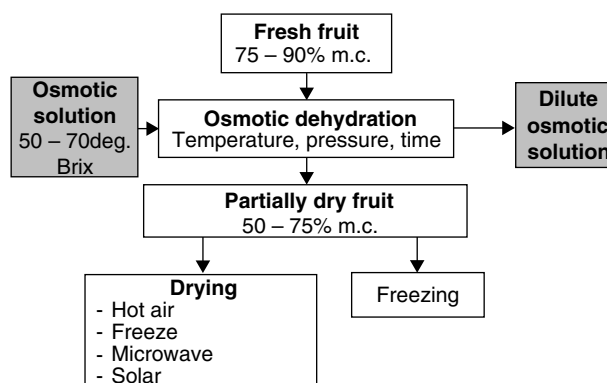 Fresh fruit
75 – 90% m.c.
Osmotic
solution
50 – 70deg.
Brix
Osmotic dehydration
Temperature, pressure, time
Dilute
osmotic
solution
Partially dry fruit
50 – 75% m.c.
Drying
- Hot air
- Freeze
- Microwave
- Solar
Freezing